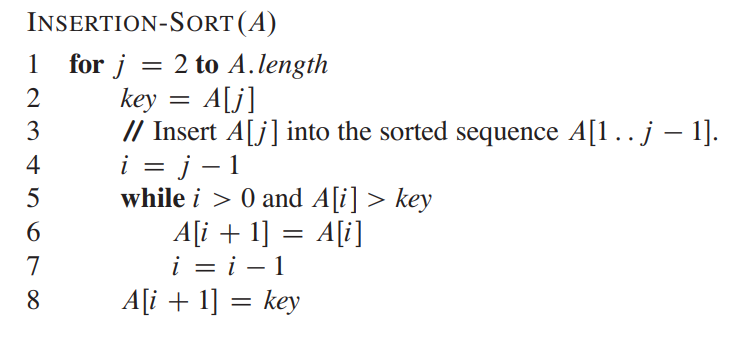 INSERTION-SORT(A)
1 for j = 2 to A.length
2 key = A[j]
3 // Insert A[j] into the sorted sequence A[1 . . j − 1].
4 i = j − 1
5 while i > 0 and A[i] > key
6 A[i + 1] = A[i]
7 i = i − 1
8 A[i + 1] = key